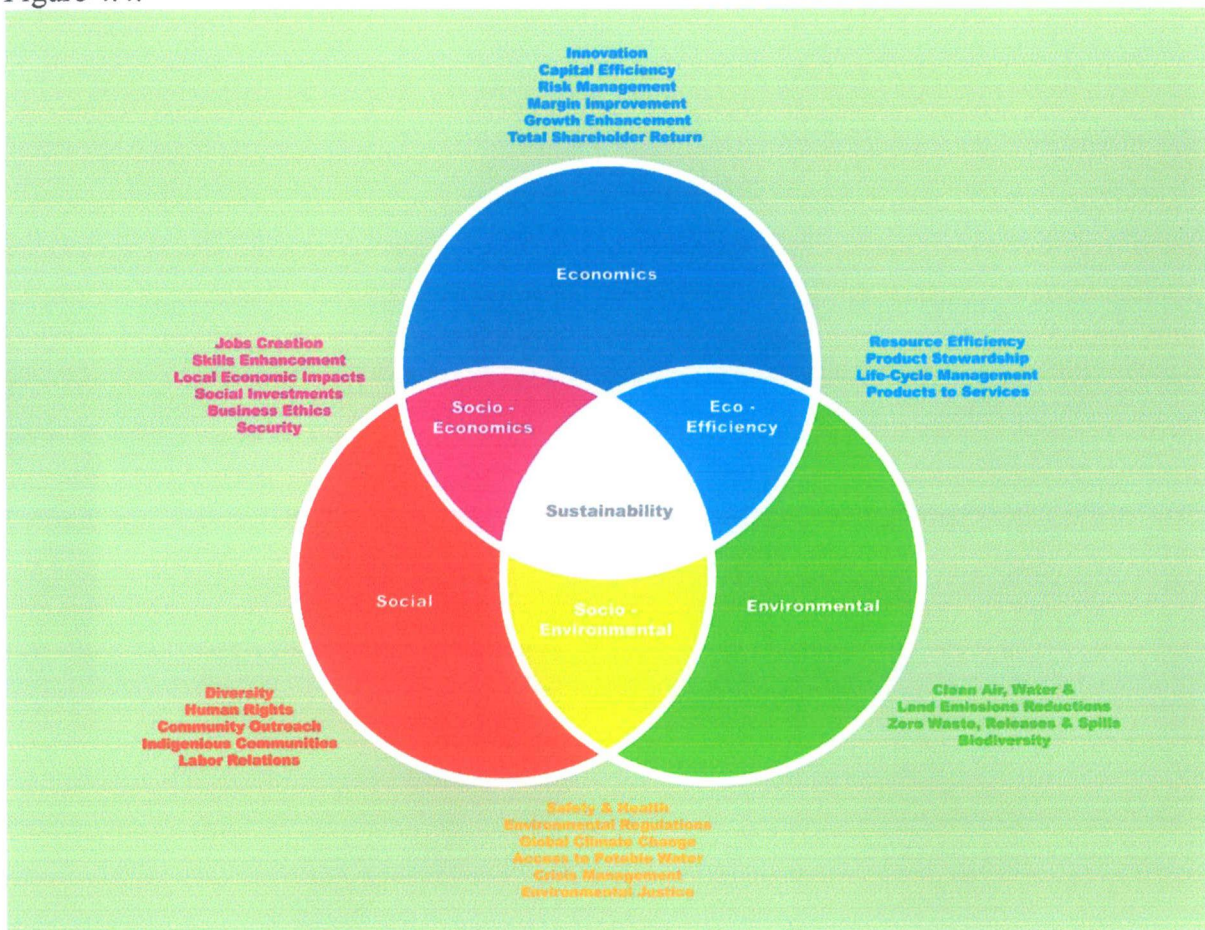 Innovation
Capital Efficiency
Risk Management
Margin Improvement
Growth Enhancement
Total Shareholder Return
Economics
Jobs Creation
Skills Enhancement
Local Economic Impacts
Social Investments
Business Ethics
Security
Resource Efficiency
Product Stewardship
Life-Cycle Management
Products to Services
Socio -
Economics
Eco -
Efficiency
Sustainability
Social
Socio -
Environmental
Environmental
Diversity
Human Rights
Community Outreach
Indigenious Communities
Labor Relations
Clean Air, Water &
Land Emissions Reductions
Zero Waste, Releases & Spills
Biodiversity
Safety & Health
Environmental Regulations
Global Climate Change
Access to Potable Water
Crisis Management
Environmental Justice